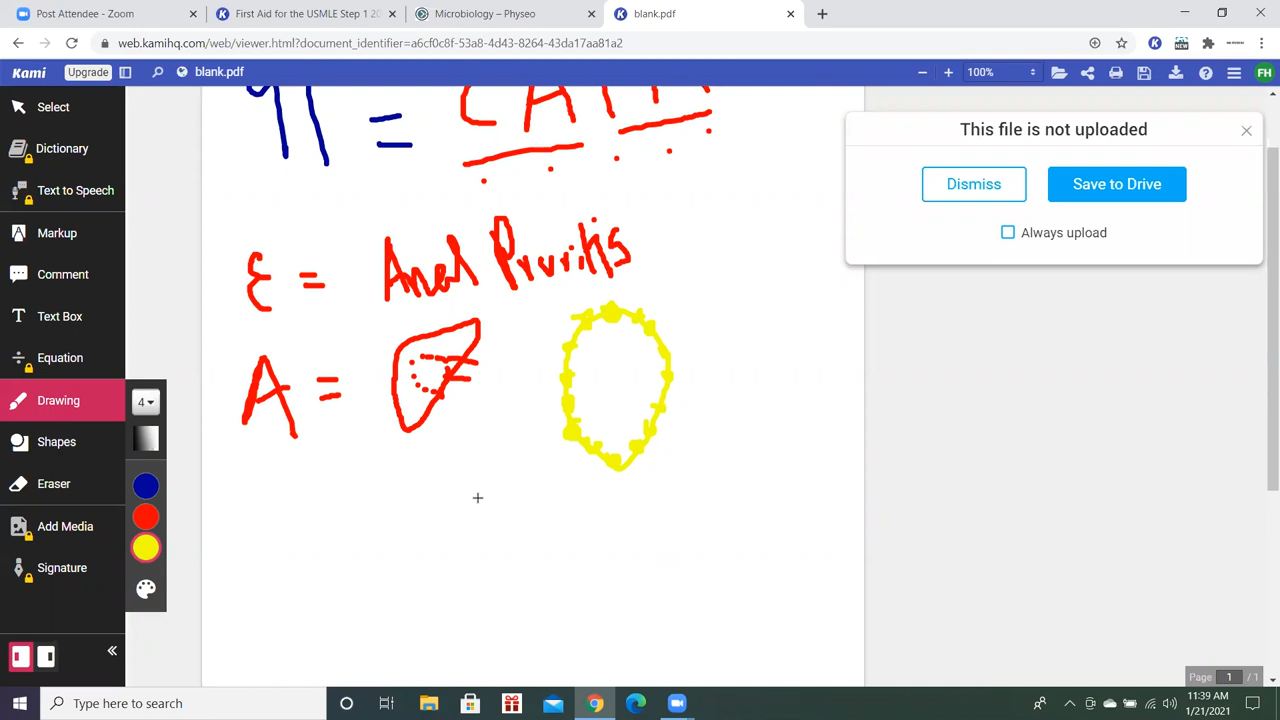 Post Attendee - Zoom
First Aid for the USMLE Step 1 20
Microbiology – Physeo
blank.pdf
web.kamihq.com/web/viewer.html?document_identifier=a6cf0c8f-53a8-4d43-8264-43da17aa81a2
Kami
Upgrade
blank.pdf
100%
FH
Select
Dictionary
Text to Speech
Markup
Comment
Text Box
Equation
Drawing
Shapes
Eraser
Add Media
Signature
4
This file is not uploaded
Dismiss
Save to Drive
Always upload
E = Anal Pruritis
A =
Page 1 / 1
Type here to search
11:39 AM
1/21/2021